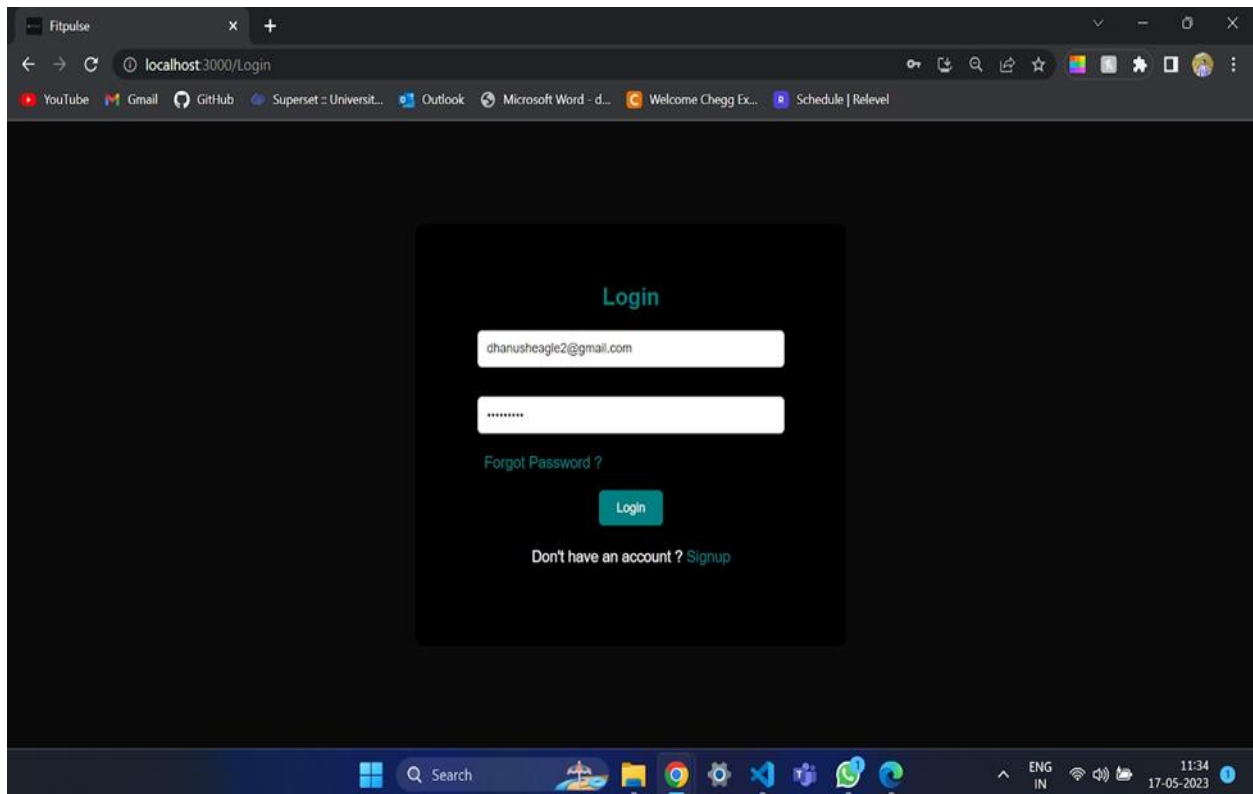 Fitpulse
localhost:3000/Login
YouTube Gmail GitHub Superset :: Universit... Outlook Microsoft Word - d... Welcome Chegg Ex... Schedule | Relevel
Login
dhanusheagle2@gmail.com
•••••••••
Forgot Password ?
Login
Don't have an account ? Signup
Search
ENG
IN
11:34
17-05-2023
1